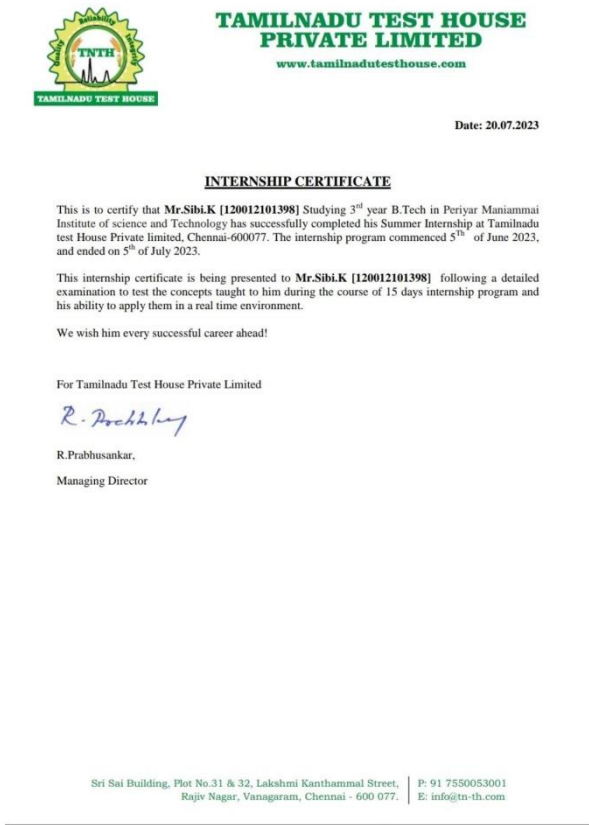 Quality Reliability Integrity
TNTH
TAMILNADU TEST HOUSE
TAMILNADU TEST HOUSE
PRIVATE LIMITED
www.tamilnadutesthouse.com
Date: 20.07.2023
INTERNSHIP CERTIFICATE
This is to certify that Mr.Sibi.K [120012101398] Studying 3rd year B.Tech in Periyar Maniammai
Institute of science and Technology has successfully completed his Summer Internship at Tamilnadu
test House Private limited, Chennai-600077. The internship program commenced 5Th of June 2023,
and ended on 5th of July 2023.
This internship certificate is being presented to Mr.Sibi.K [120012101398] following a detailed
examination to test the concepts taught to him during the course of 15 days internship program and
his ability to apply them in a real time environment.
We wish him every successful career ahead!
For Tamilnadu Test House Private Limited
R.Prabhusankar,
Managing Director
Sri Sai Building, Plot No.31 & 32, Lakshmi Kanthammal Street,
Rajiv Nagar, Vanagaram, Chennai - 600 077.
P: 91 7550053001
E: info@tn-th.com